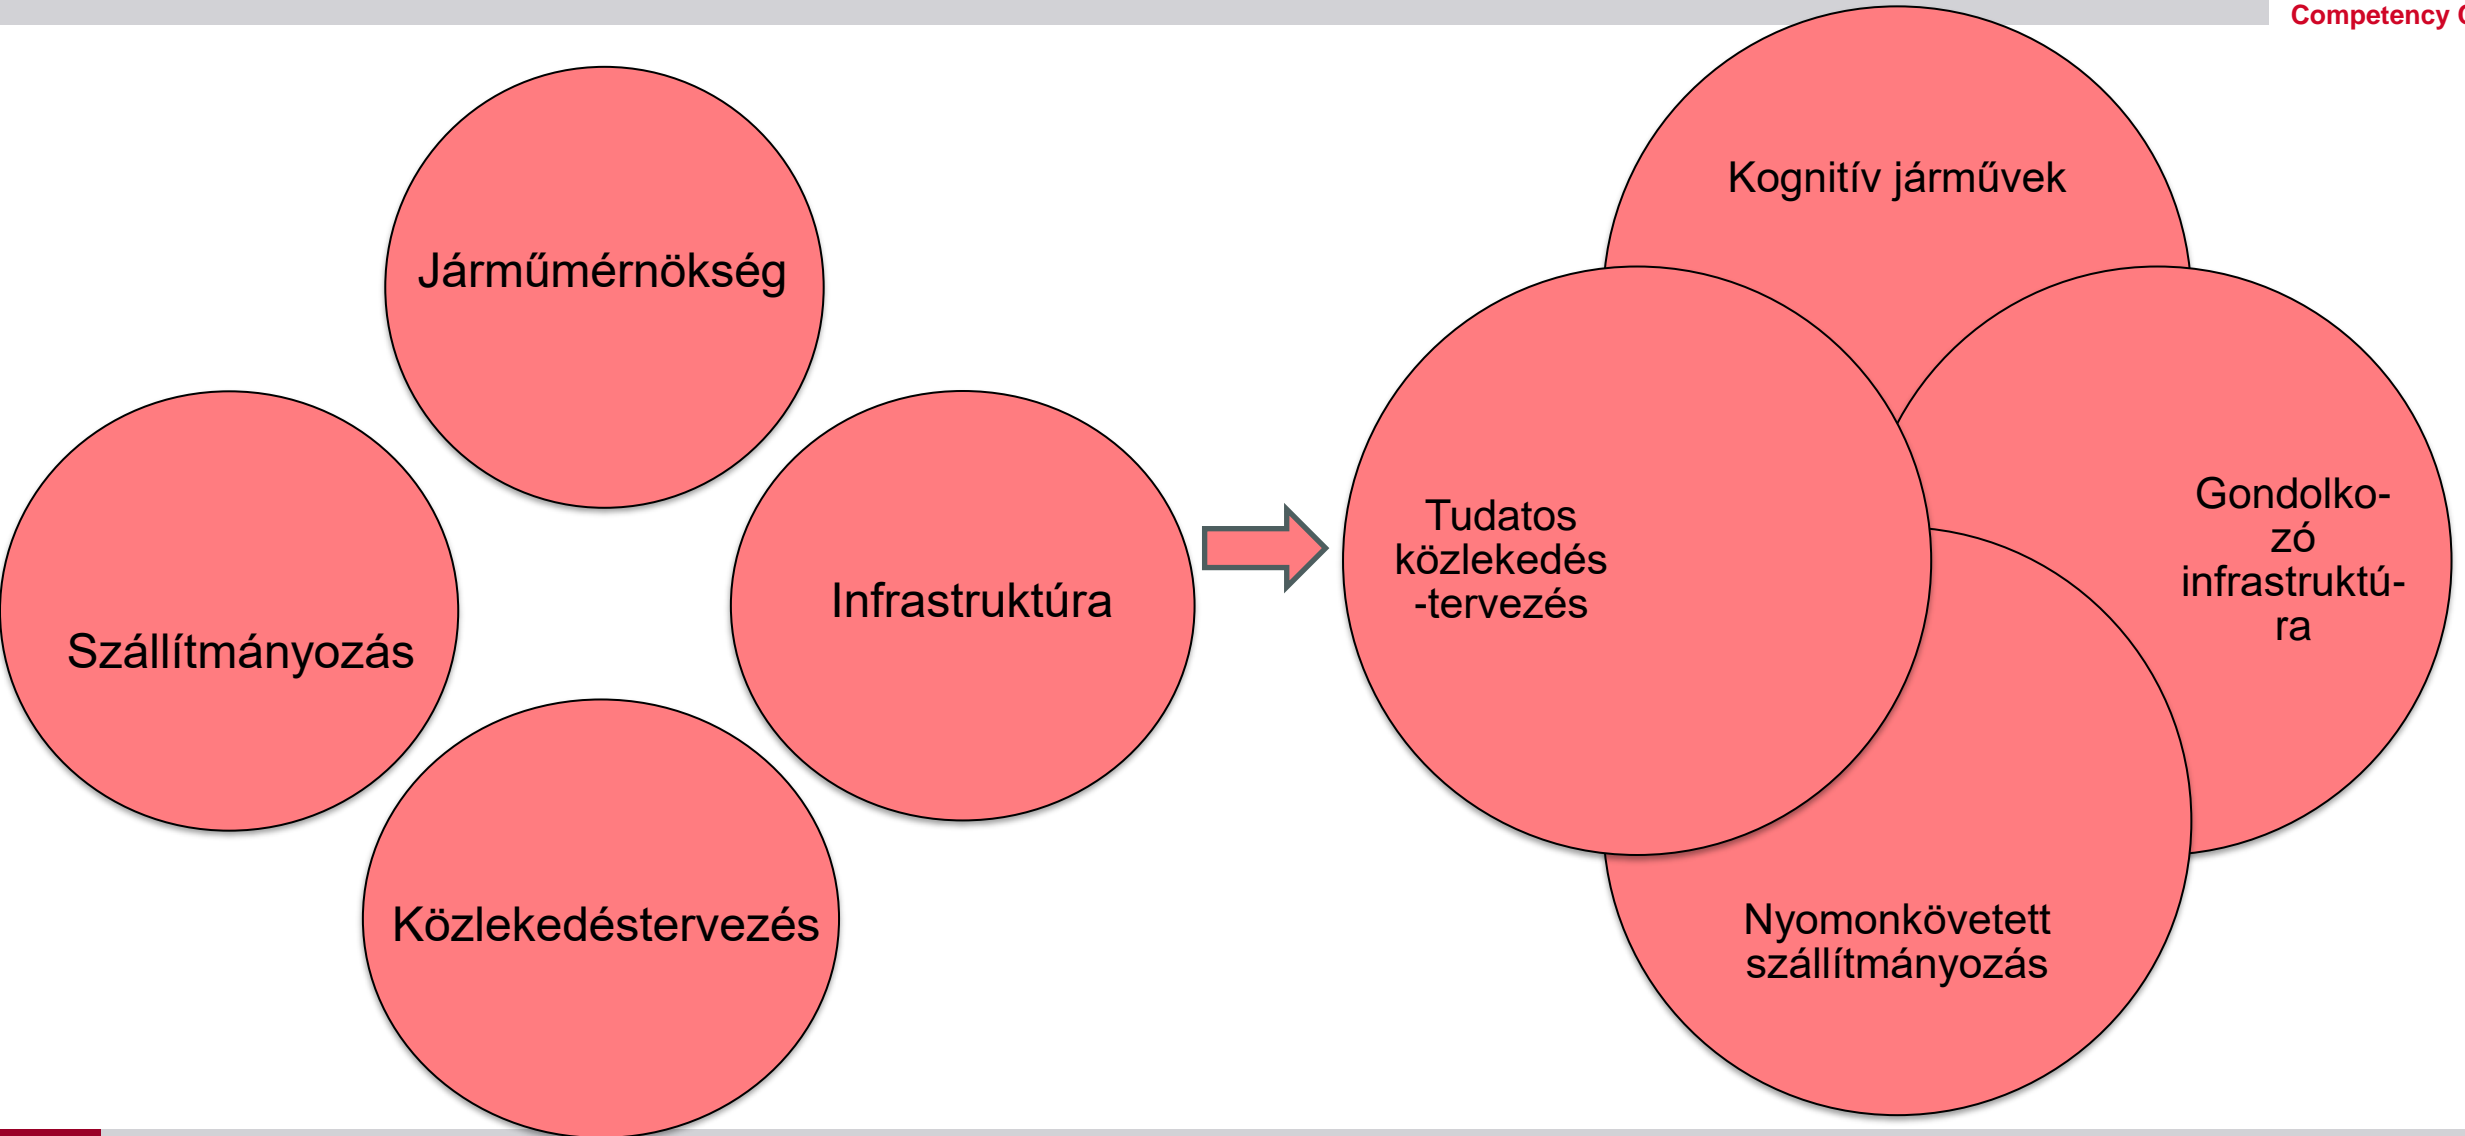 Competency
Járműmérnökség
Szállítmányozás
Infrastruktúra
Közlekedéstervezés
Kognitív járművek
Tudatos
közlekedés
-tervezés
Gondolko-
zó
infrastruktú-
ra
Nyomonkövetett
szállítmányozás